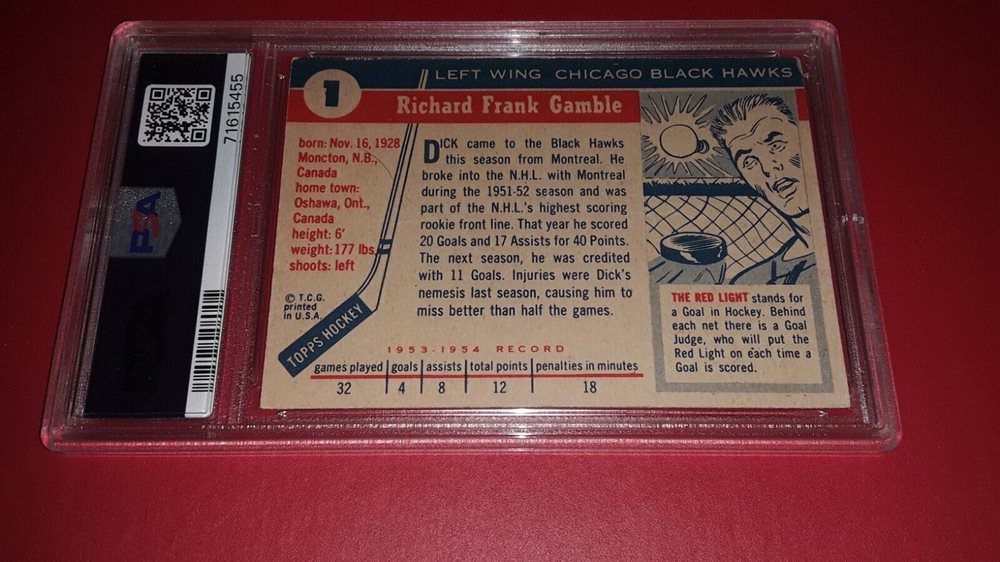 PSA
71615455
1
LEFT WING CHICAGO BLACK HAWKS
Richard Frank Gamble
born: Nov. 16, 1928
Moncton, N.B.,
Canada
home town:
Oshawa, Ont.,
Canada
height: 6'
weight: 177 lbs.
shoots: left
© T.C.G.
printed
in U.S.A.
TOPPS HOCKEY
DICK came to the Black Hawks
this season from Montreal. He
broke into the N.H.L. with Montreal
during the 1951-52 season and was
part of the N.H.L.'s highest scoring
rookie front line. That year he scored
20 Goals and 17 Assists for 40 Points.
The next season, he was credited
with 11 Goals. Injuries were Dick's
nemesis last season, causing him to
miss better than half the games.
1953-1954 RECORD
games played goals assists total points penalties in minutes
32 4 8 12 18
THE RED LIGHT stands for
a Goal in Hockey. Behind
each net there is a Goal
Judge, who will put the
Red Light on each time a
Goal is scored.